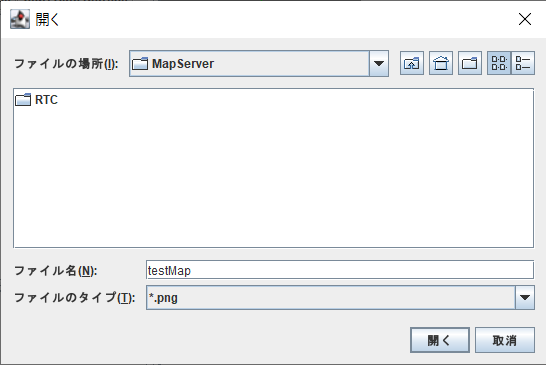 開く
ファイルの場所(I):
MapServer
RTC
ファイル名(N):
testMap
ファイルのタイプ(T):
*.png
開く
取消